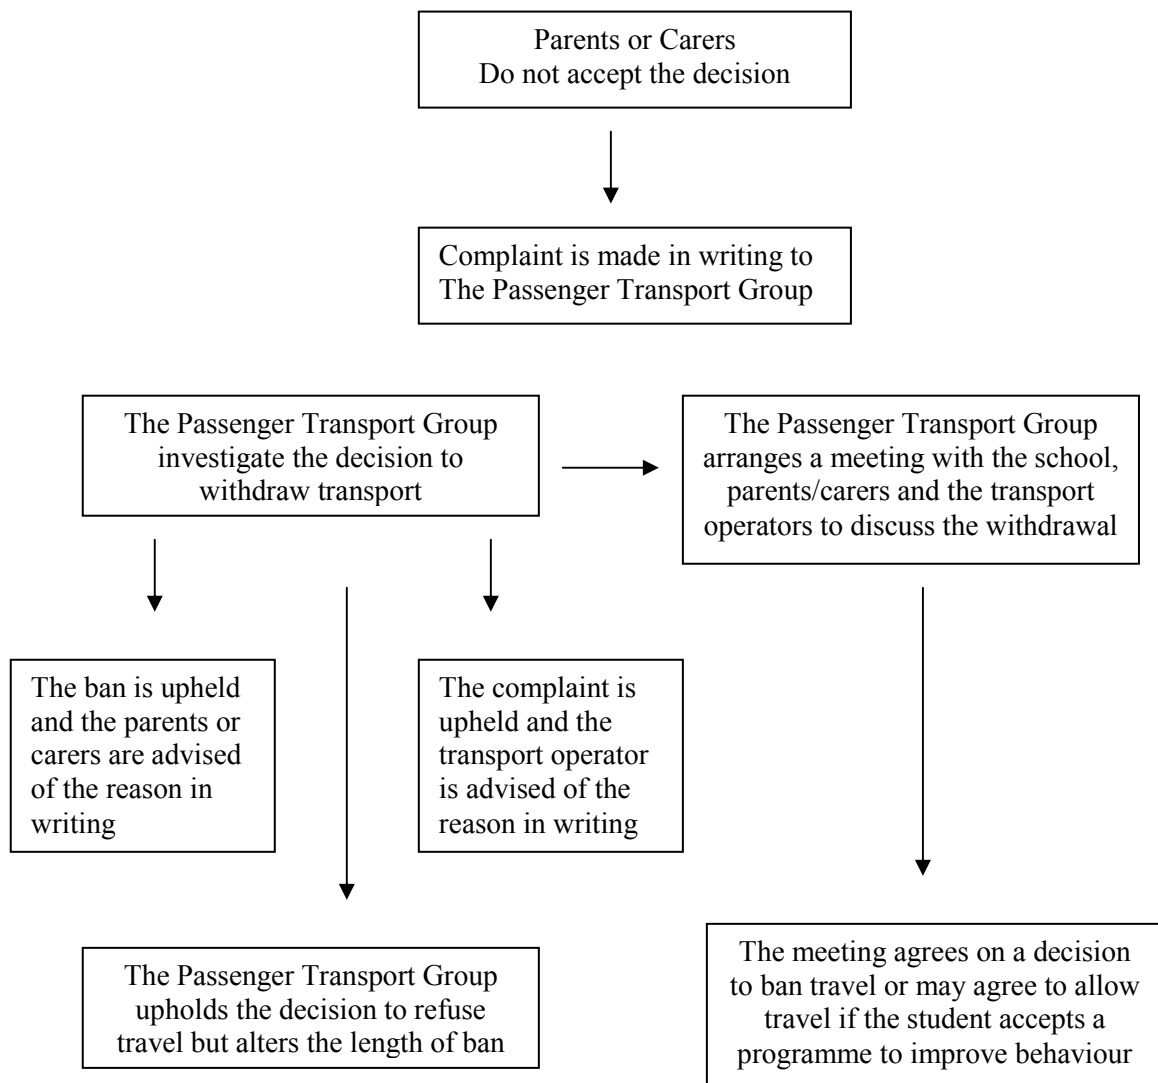 Parents or Carers
Do not accept the decision
Complaint is made in writing to
The Passenger Transport Group
The Passenger Transport Group
investigate the decision to
withdraw transport
The Passenger Transport Group
arranges a meeting with the school,
parents/carers and the transport
operators to discuss the withdrawal
The ban is upheld
and the parents or
carers are advised
of the reason in
writing
The complaint is
upheld and the
transport operator
is advised of the
reason in writing
The Passenger Transport Group
upholds the decision to refuse
travel but alters the length of ban
The meeting agrees on a decision
to ban travel or may agree to allow
travel if the student accepts a
programme to improve behaviour